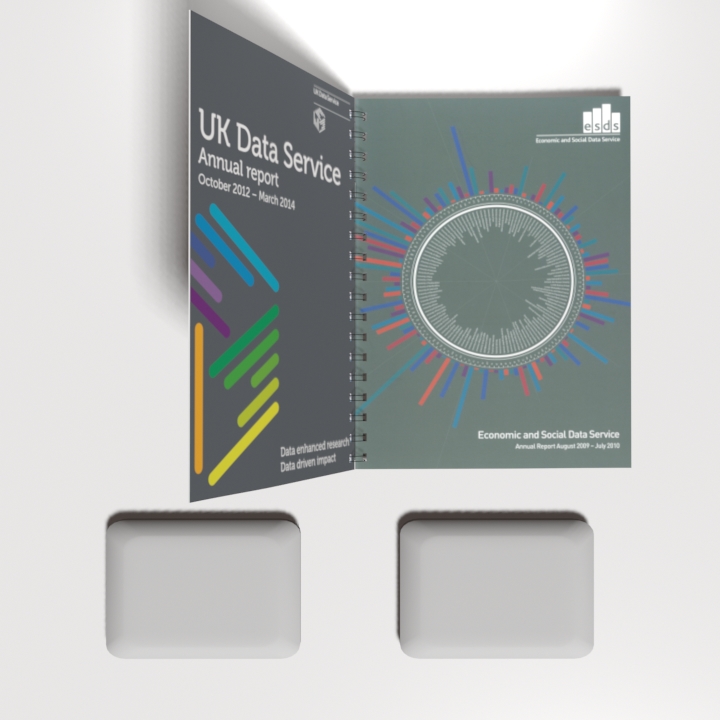 UK Data Service
UK Data Service
Annual report
October 2012 – March 2014
Data enhanced research
Data driven impact
esds
Economic and Social Data Service
Economic and Social Data Service
Annual Report August 2009 – July 2010